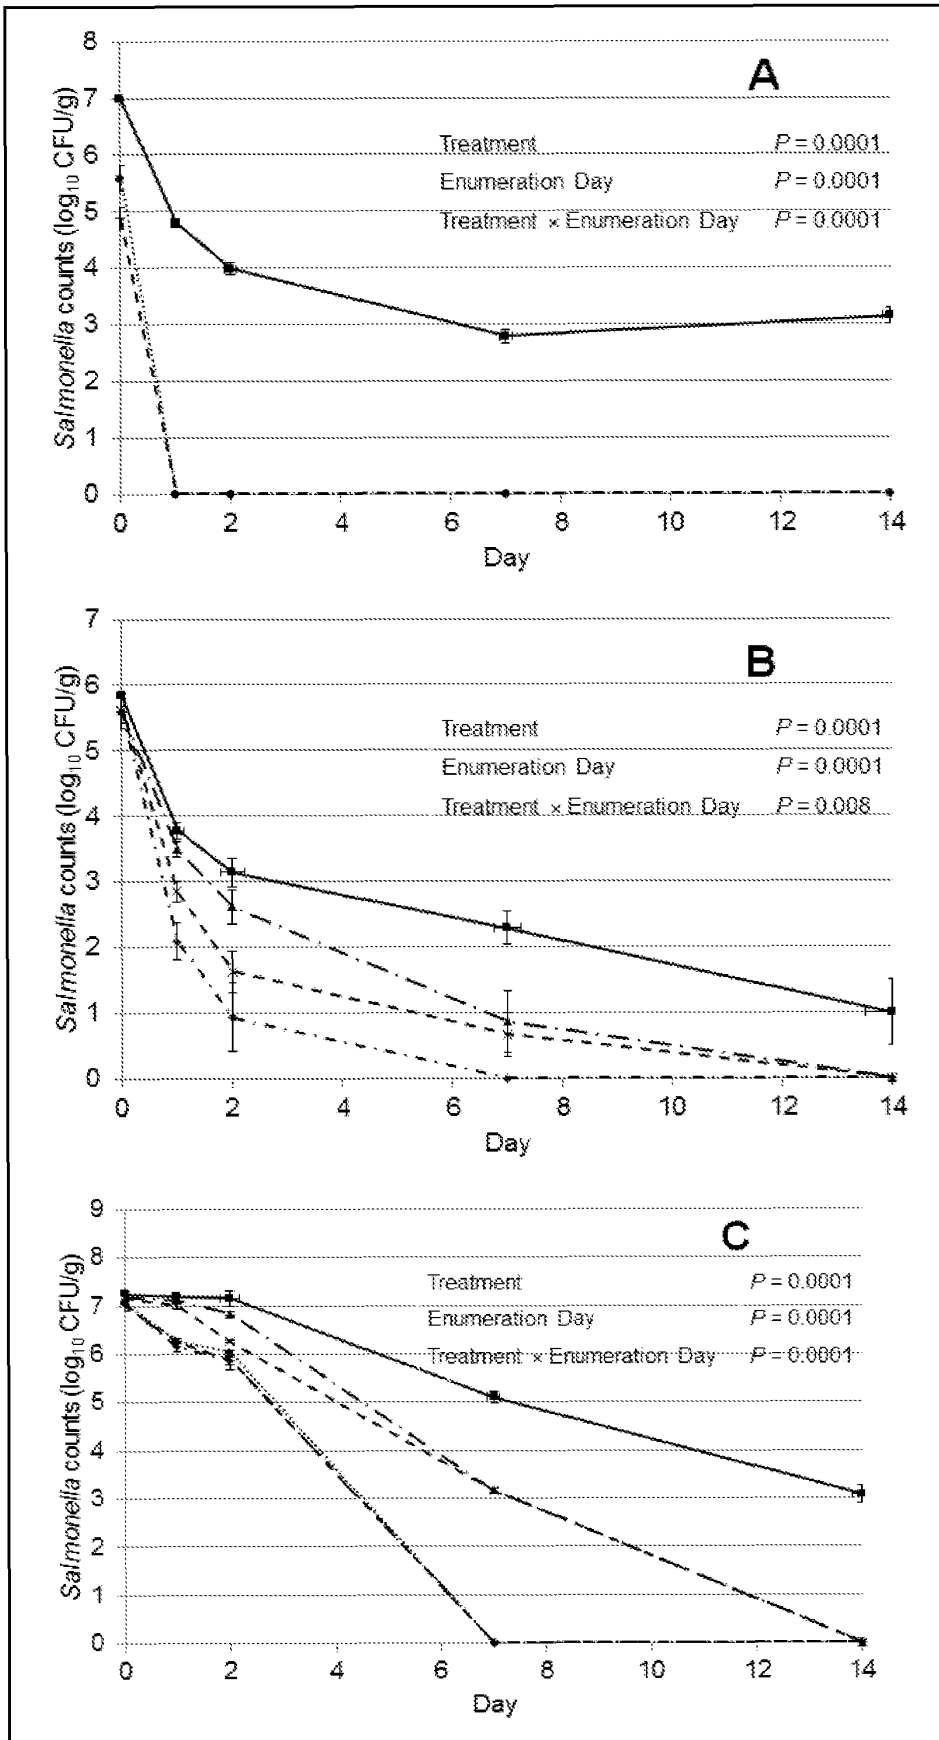 A
Treatment P = 0.0001
Enumeration Day P = 0.0001
Treatment × Enumeration Day P = 0.0001
Salmonella counts (log₁₀ CFU/g)
8
7
6
5
4
3
2
1
0
0 2 4 6 8 10 12 14
Day
B
Treatment P = 0.0001
Enumeration Day P = 0.0001
Treatment × Enumeration Day P = 0.008
Salmonella counts (log₁₀ CFU/g)
7
6
5
4
3
2
1
0
0 2 4 6 8 10 12 14
Day
C
Treatment P = 0.0001
Enumeration Day P = 0.0001
Treatment × Enumeration Day P = 0.0001
Salmonella counts (log₁₀ CFU/g)
9
8
7
6
5
4
3
2
1
0
0 2 4 6 8 10 12 14
Day